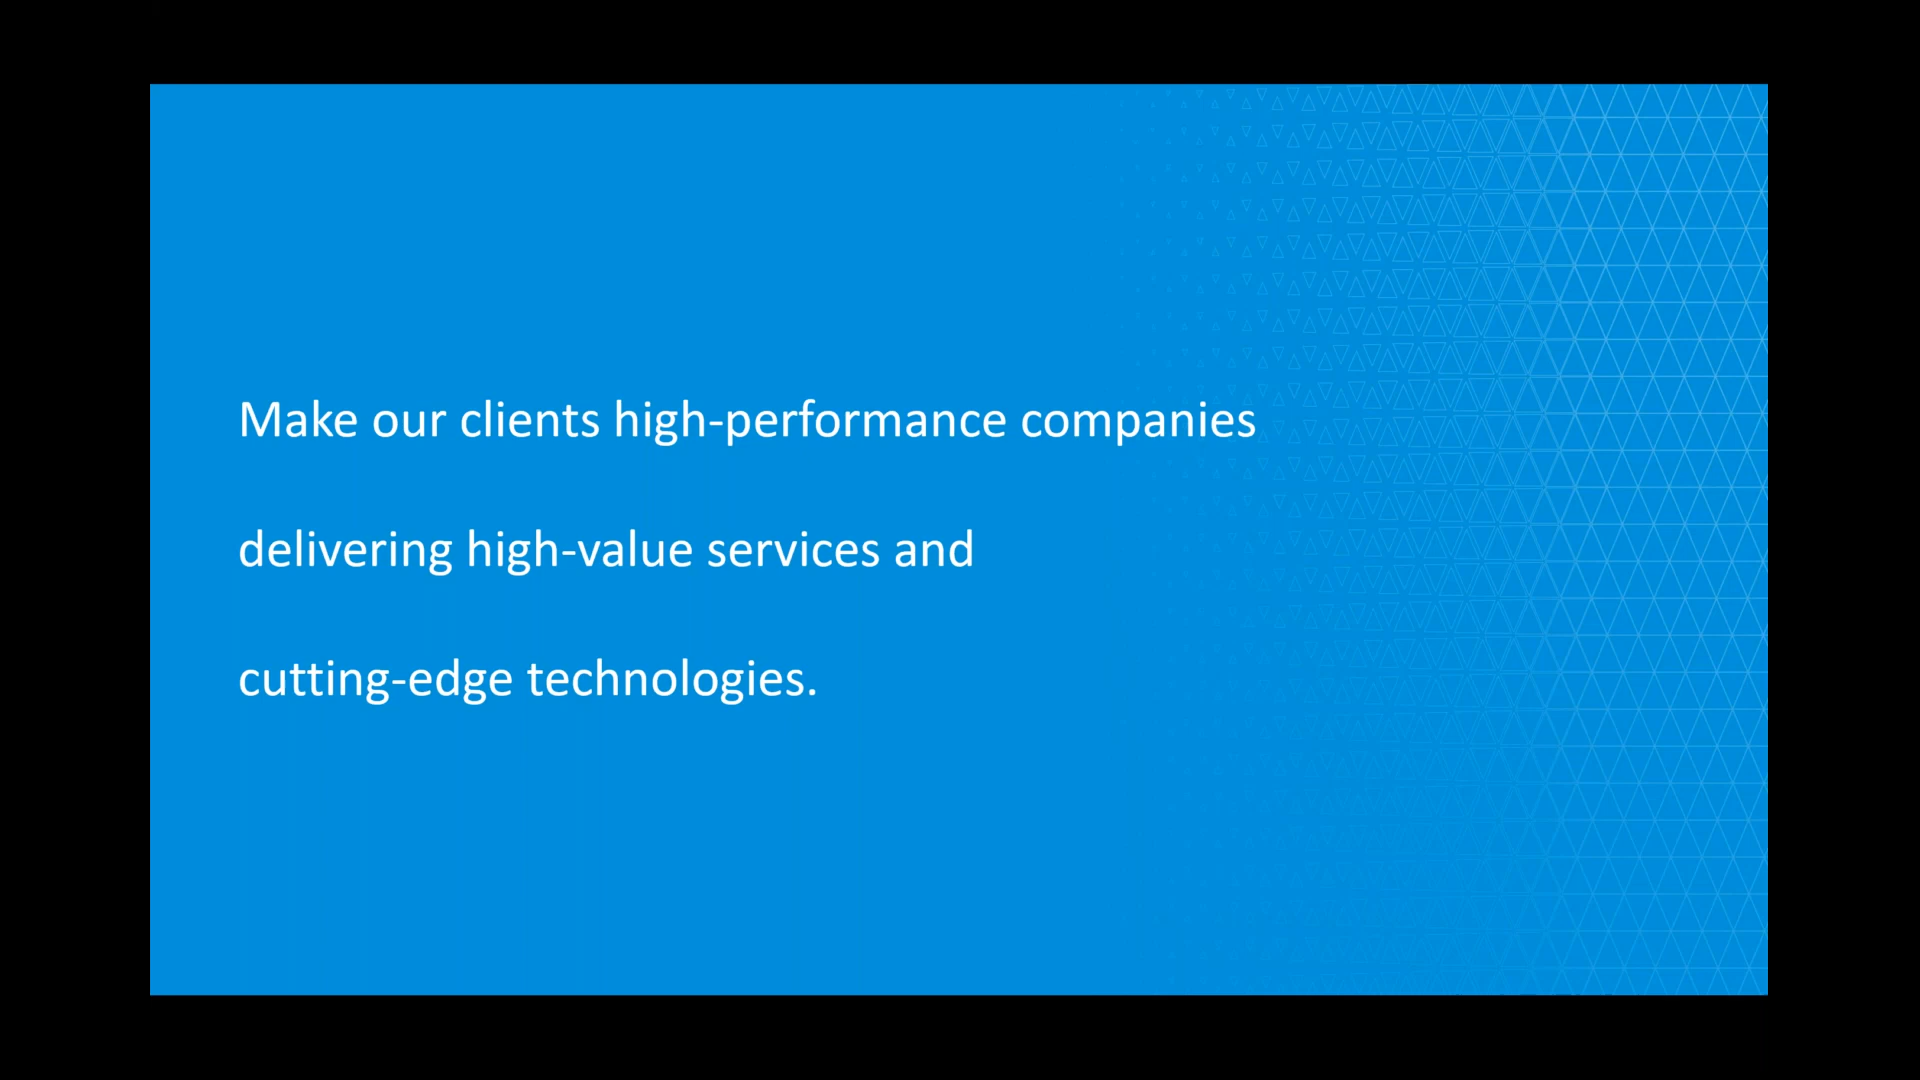 Make our clients high-performance companies
delivering high-value services and
cutting-edge technologies.